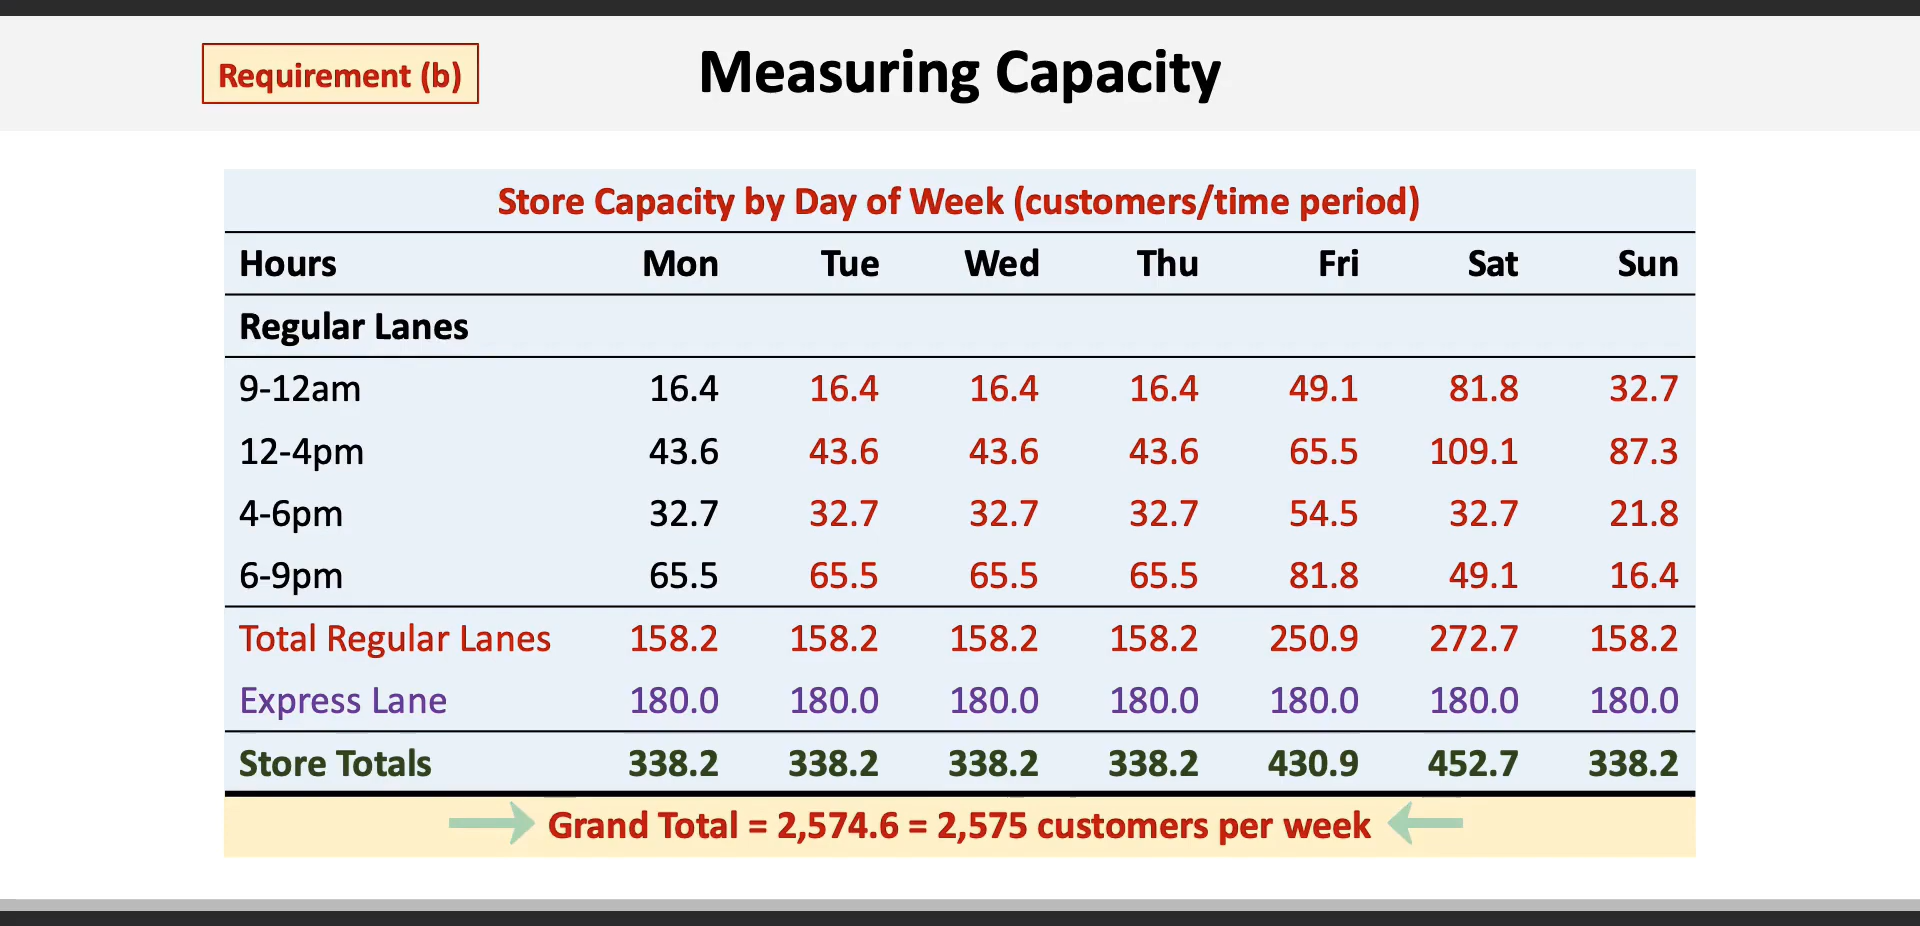 Requirement (b)
Measuring Capacity
Store Capacity by Day of Week (customers/time period)
Hours Mon Tue Wed Thu Fri Sat Sun
Regular Lanes
9-12am 16.4 16.4 16.4 16.4 49.1 81.8 32.7
12-4pm 43.6 43.6 43.6 43.6 65.5 109.1 87.3
4-6pm 32.7 32.7 32.7 32.7 54.5 32.7 21.8
6-9pm 65.5 65.5 65.5 65.5 81.8 49.1 16.4
Total Regular Lanes 158.2 158.2 158.2 158.2 250.9 272.7 158.2
Express Lane 180.0 180.0 180.0 180.0 180.0 180.0 180.0
Store Totals 338.2 338.2 338.2 338.2 430.9 452.7 338.2
Grand Total = 2,574.6 = 2,575 customers per week